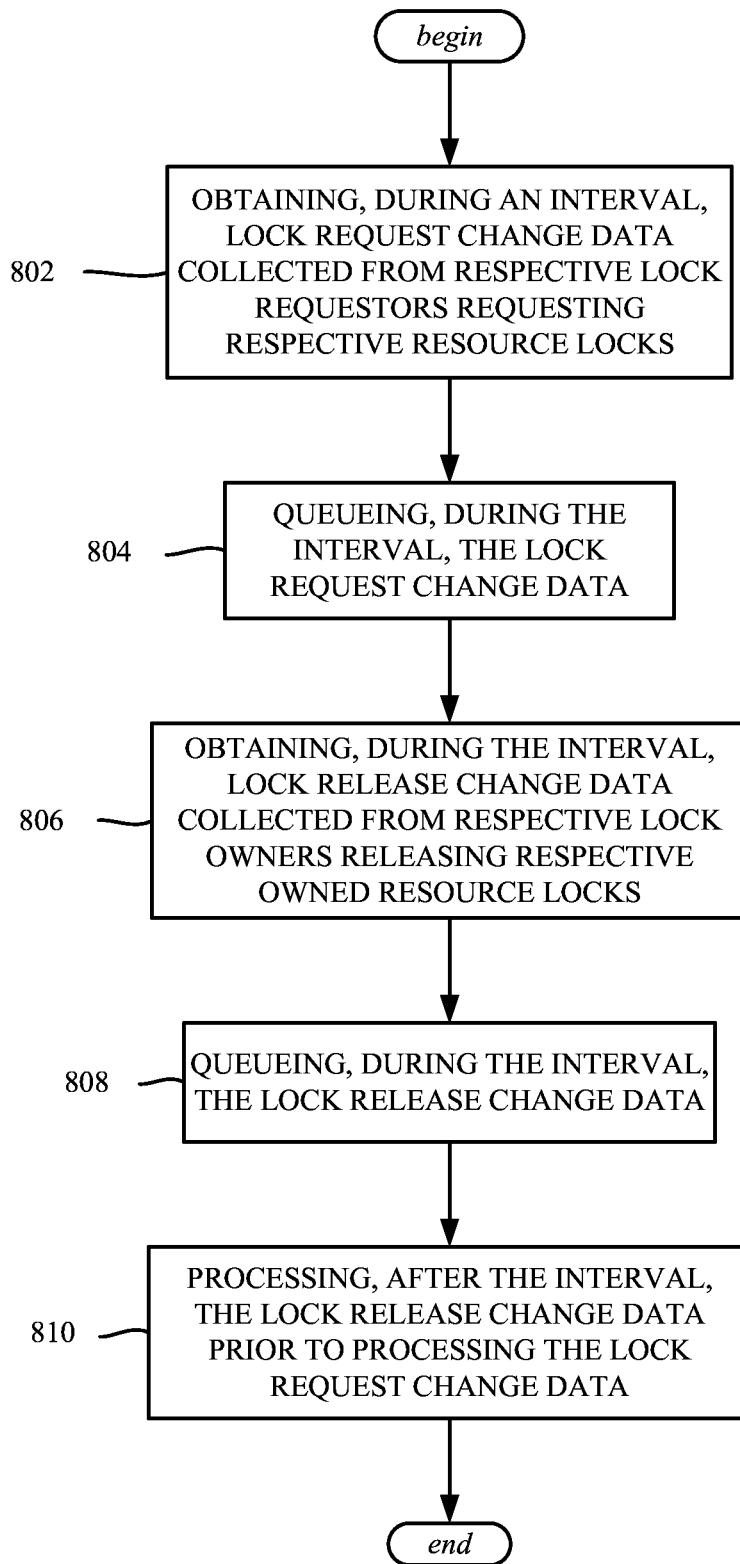 begin
802
OBTAINING, DURING AN INTERVAL,
LOCK REQUEST CHANGE DATA
COLLECTED FROM RESPECTIVE LOCK
REQUESTORS REQUESTING
RESPECTIVE RESOURCE LOCKS
804
QUEUEING, DURING THE
INTERVAL, THE LOCK
REQUEST CHANGE DATA
806
OBTAINING, DURING THE INTERVAL,
LOCK RELEASE CHANGE DATA
COLLECTED FROM RESPECTIVE LOCK
OWNERS RELEASING RESPECTIVE
OWNED RESOURCE LOCKS
808
QUEUEING, DURING THE INTERVAL,
THE LOCK RELEASE CHANGE DATA
810
PROCESSING, AFTER THE INTERVAL,
THE LOCK RELEASE CHANGE DATA
PRIOR TO PROCESSING THE LOCK
REQUEST CHANGE DATA
end